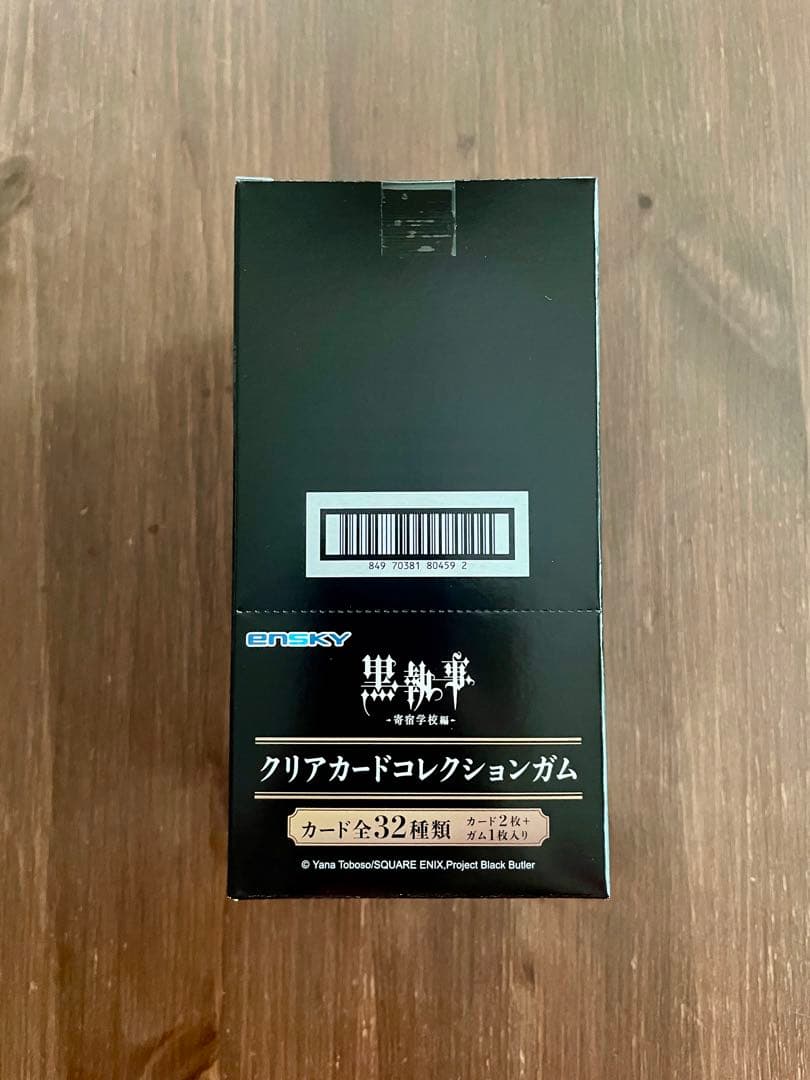 849 70381 80459 2
ensky
黒執事
-寄宿学校編-
クリアカードコレクションガム
カード全32種類 カード2枚+
ガム1枚入り
© Yana Toboso/SQUARE ENIX,Project Black Butler